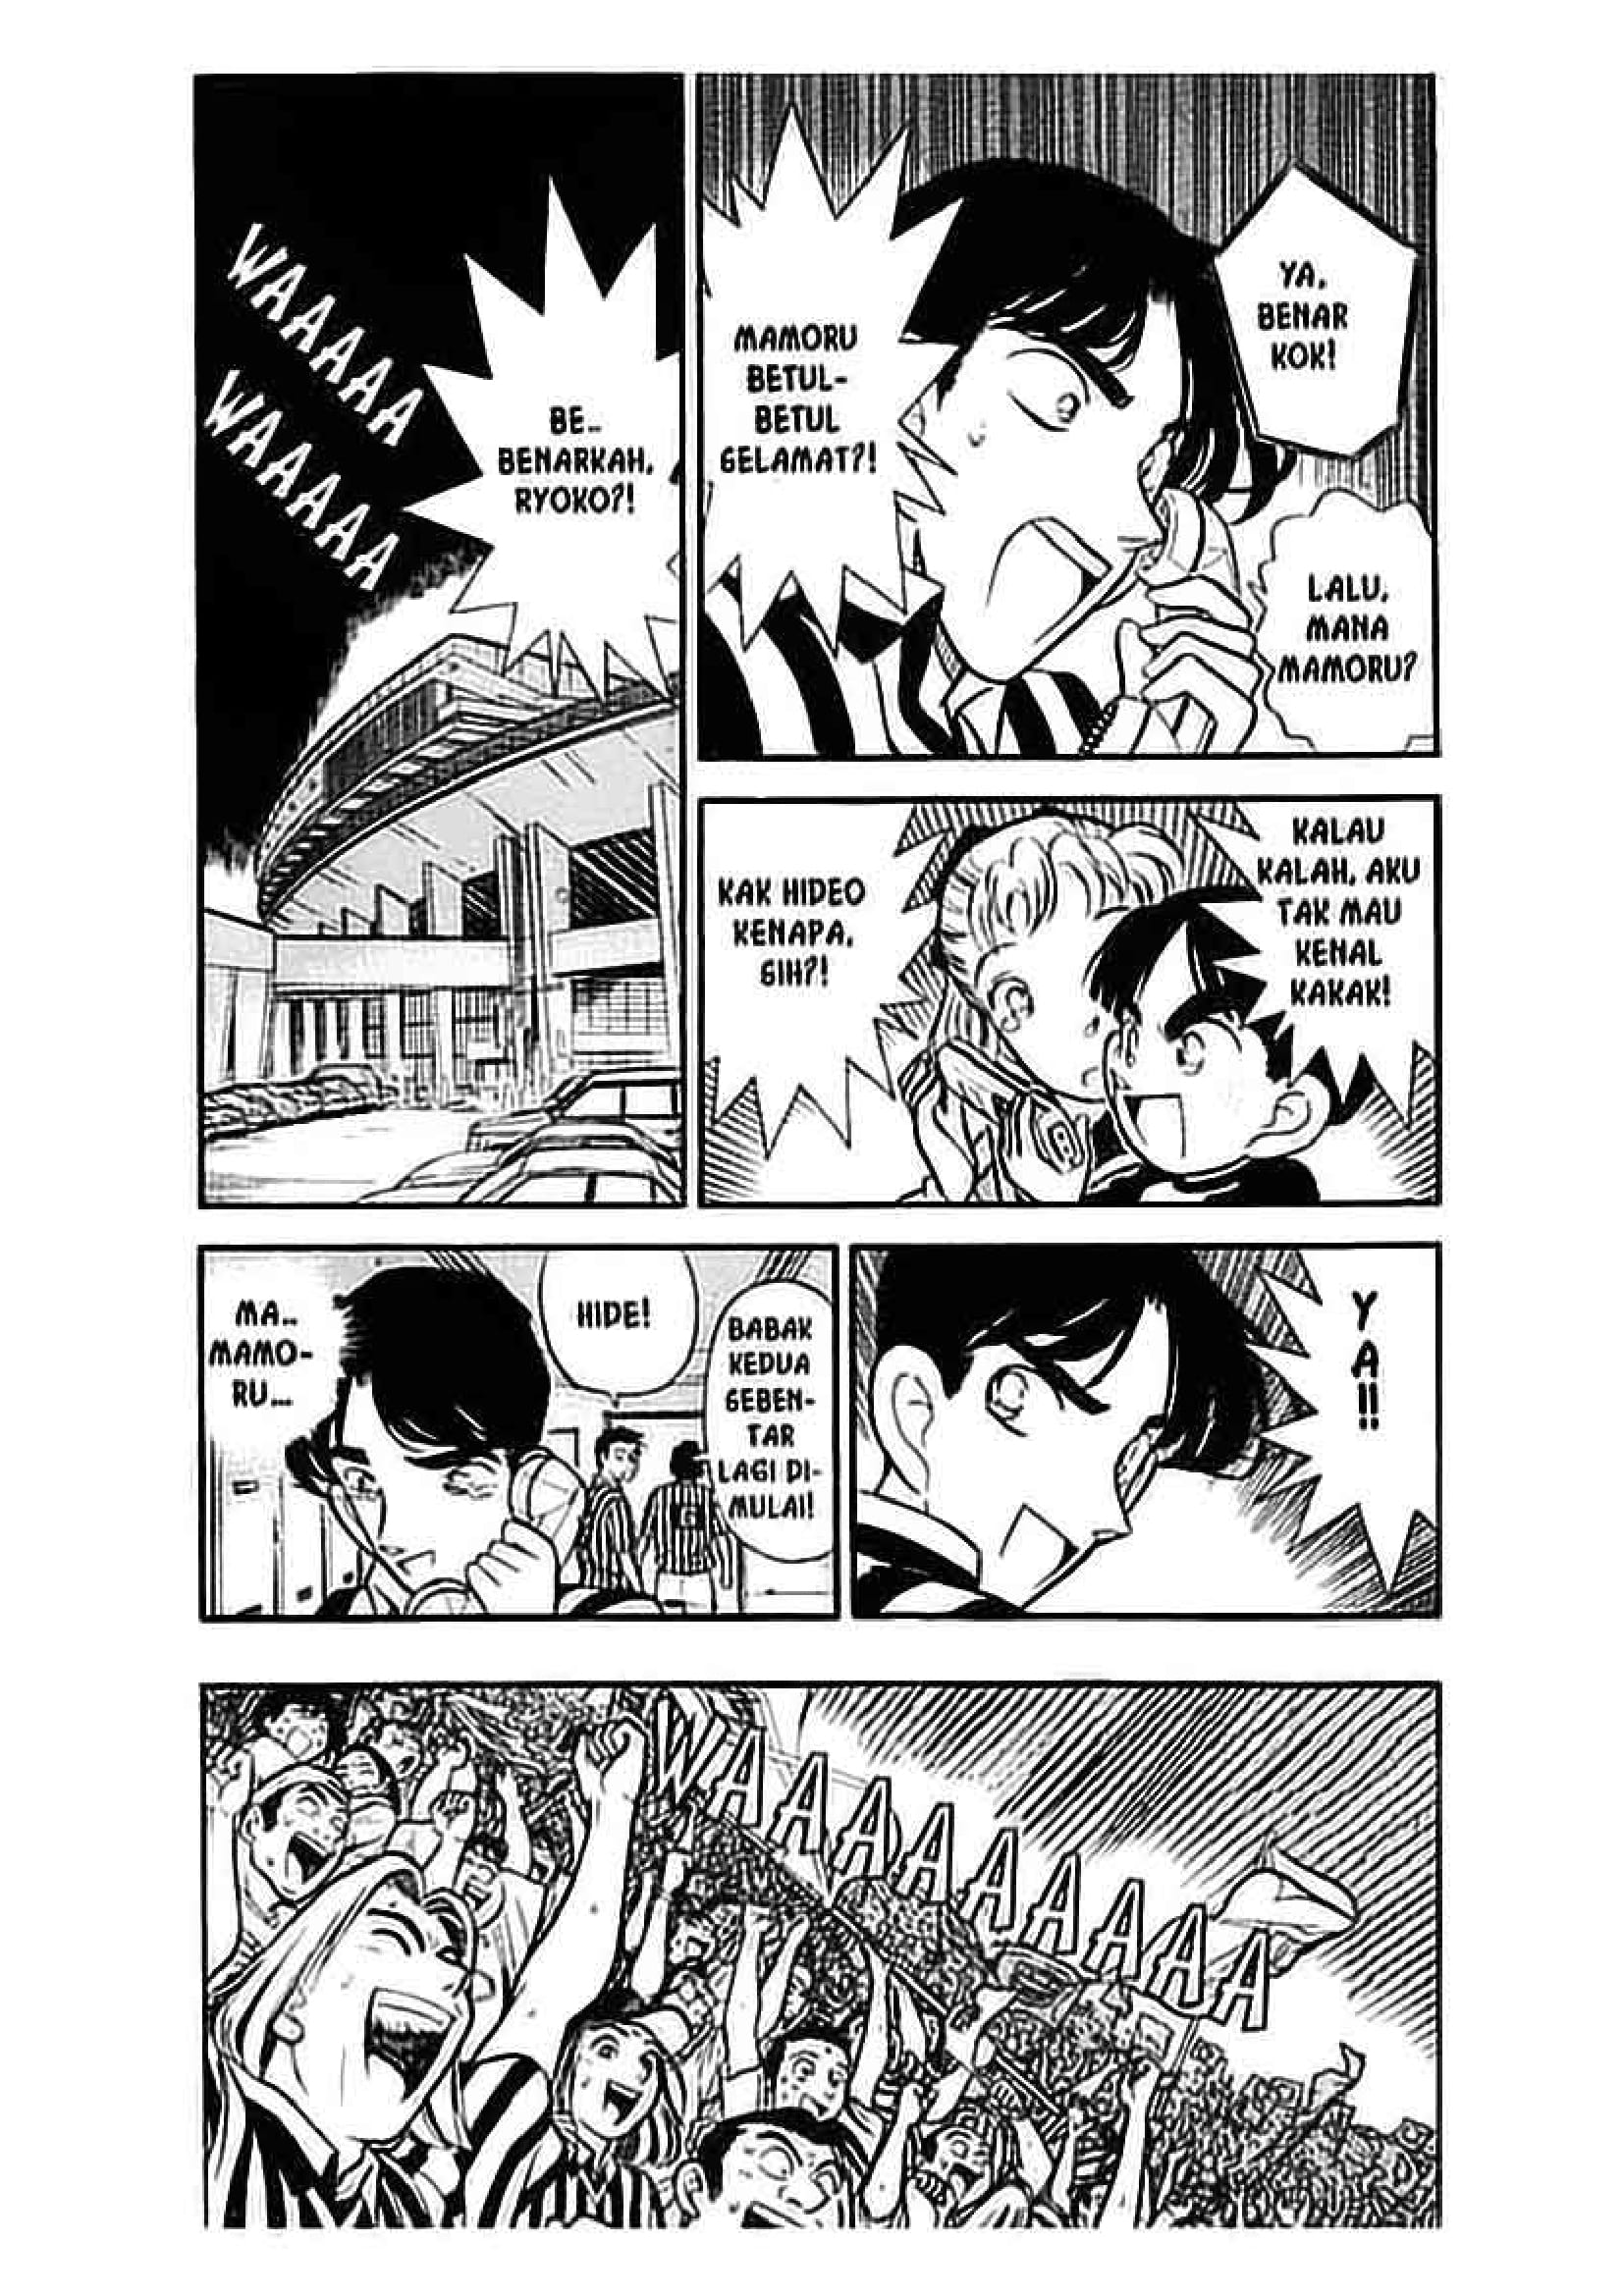 WAAAAA
WAAAAA
BE..
BENARKAH,
RYOKO?!
MAMORU
BETUL-
BETUL
SELAMAT?!
YA,
BENAR
KOK!
LALU,
MANA
MAMORU?
KAK HIDEO
KENAPA,
SIH?!
KALAU
KALAH, AKU
TAK MAU
KENAL
KAKAK!
MA..
MAMO-
RU...
HIDE!
BABAK
KEDUA
SEBEN-
TAR
LAGI DI-
MULAI!
YA!!
WAAAAAAAAAA